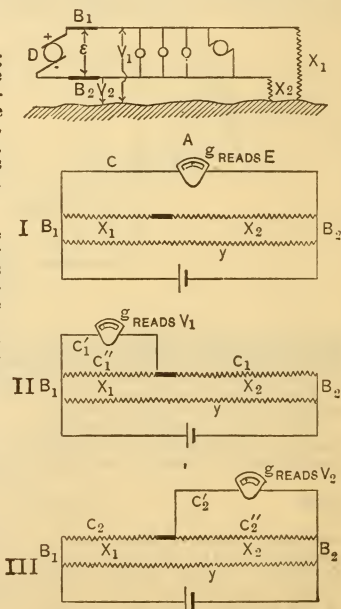 B₁
+
D ε V₁ X₁
-
B₂ V₂ X₂
A
C g READS E
I B₁ X₁ X₂ B₂
y
g READS V₁
C₁′
C₁″ C₁
II B₁ X₁ X₂ B₂
y
g READS V₂
C₂′
C₂ C₂″
III B₁ X₁ X₂ B₂
y